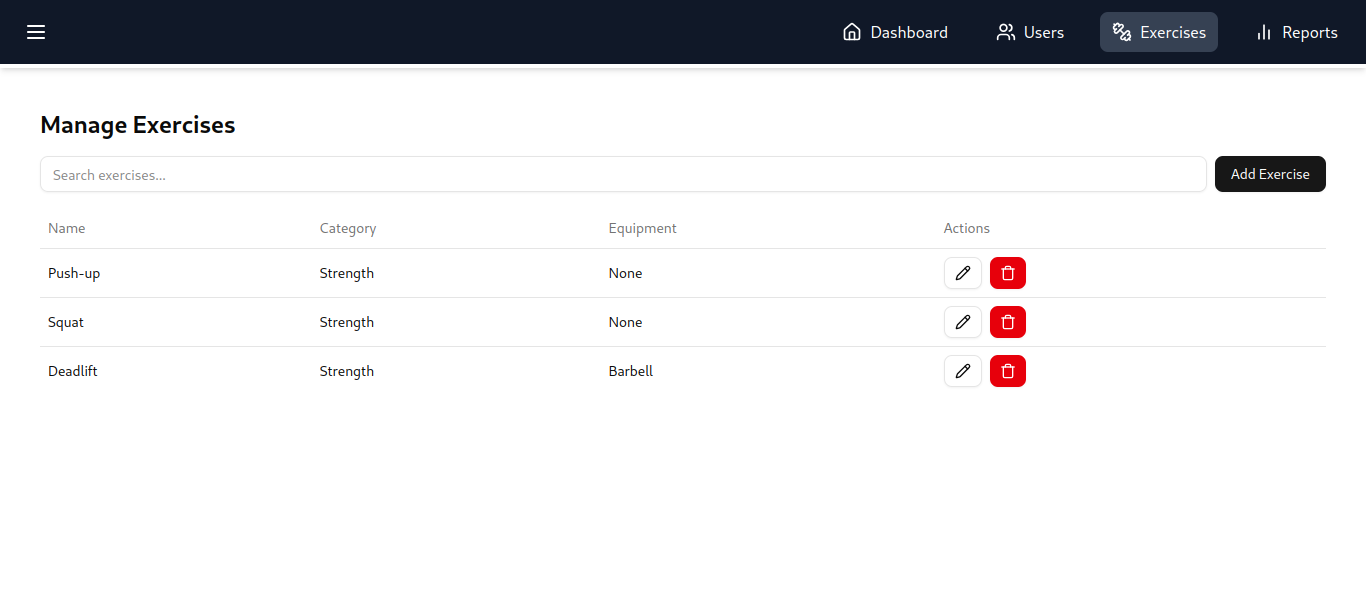 Dashboard Users Exercises Reports
Manage Exercises
Search exercises... Add Exercise
Name Category Equipment Actions
Push-up Strength None
Squat Strength None
Deadlift Strength Barbell